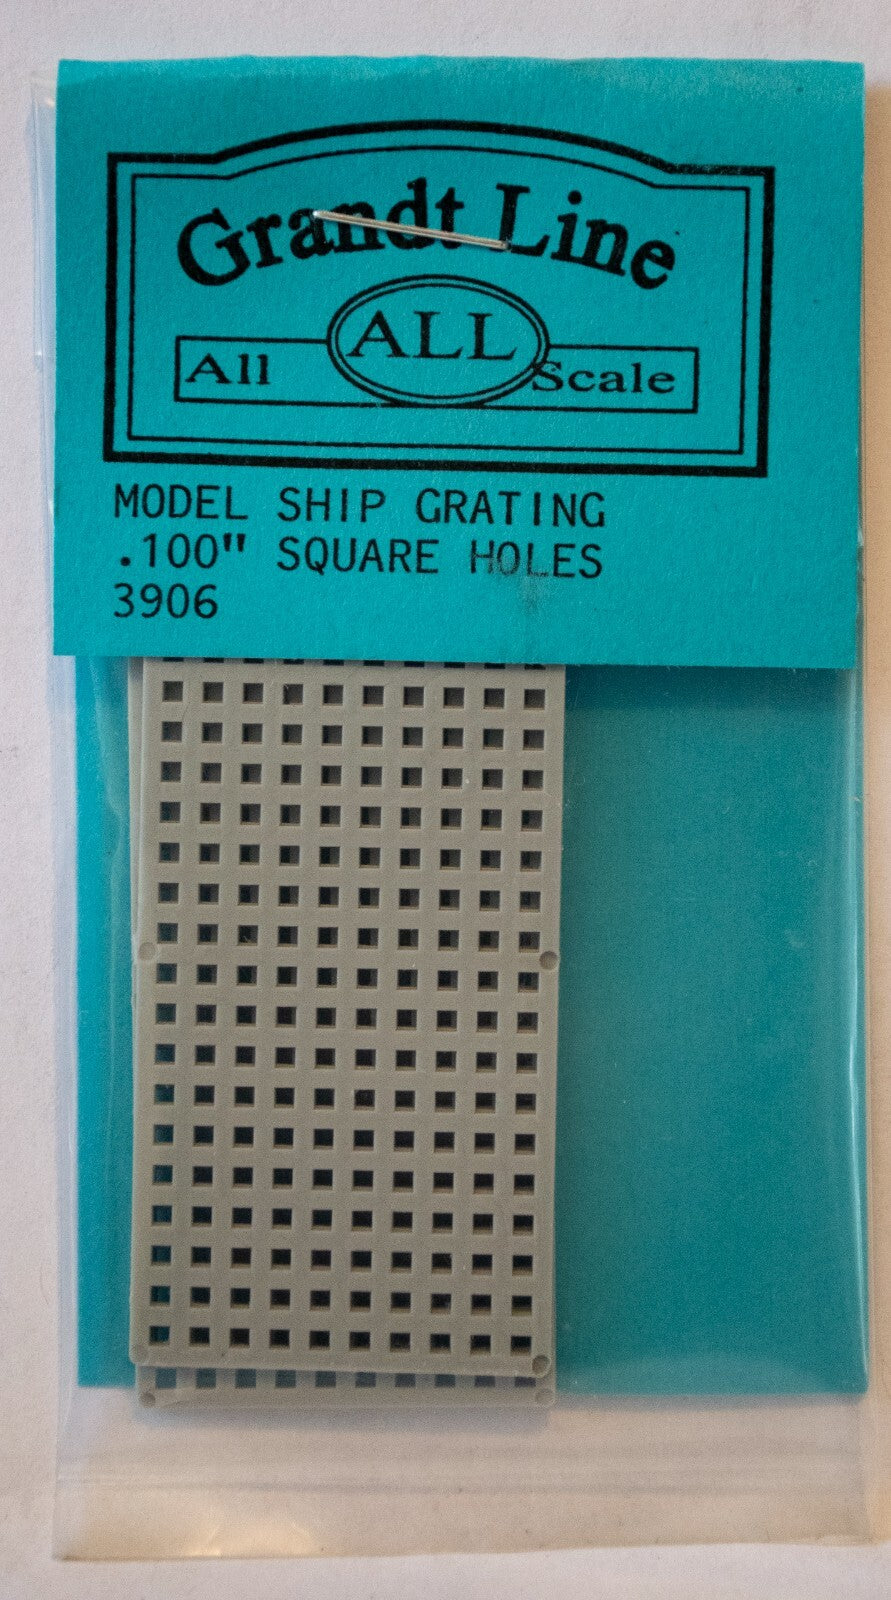 Grandt Line
ALL
All Scale
MODEL SHIP GRATING
.100" SQUARE HOLES
3906